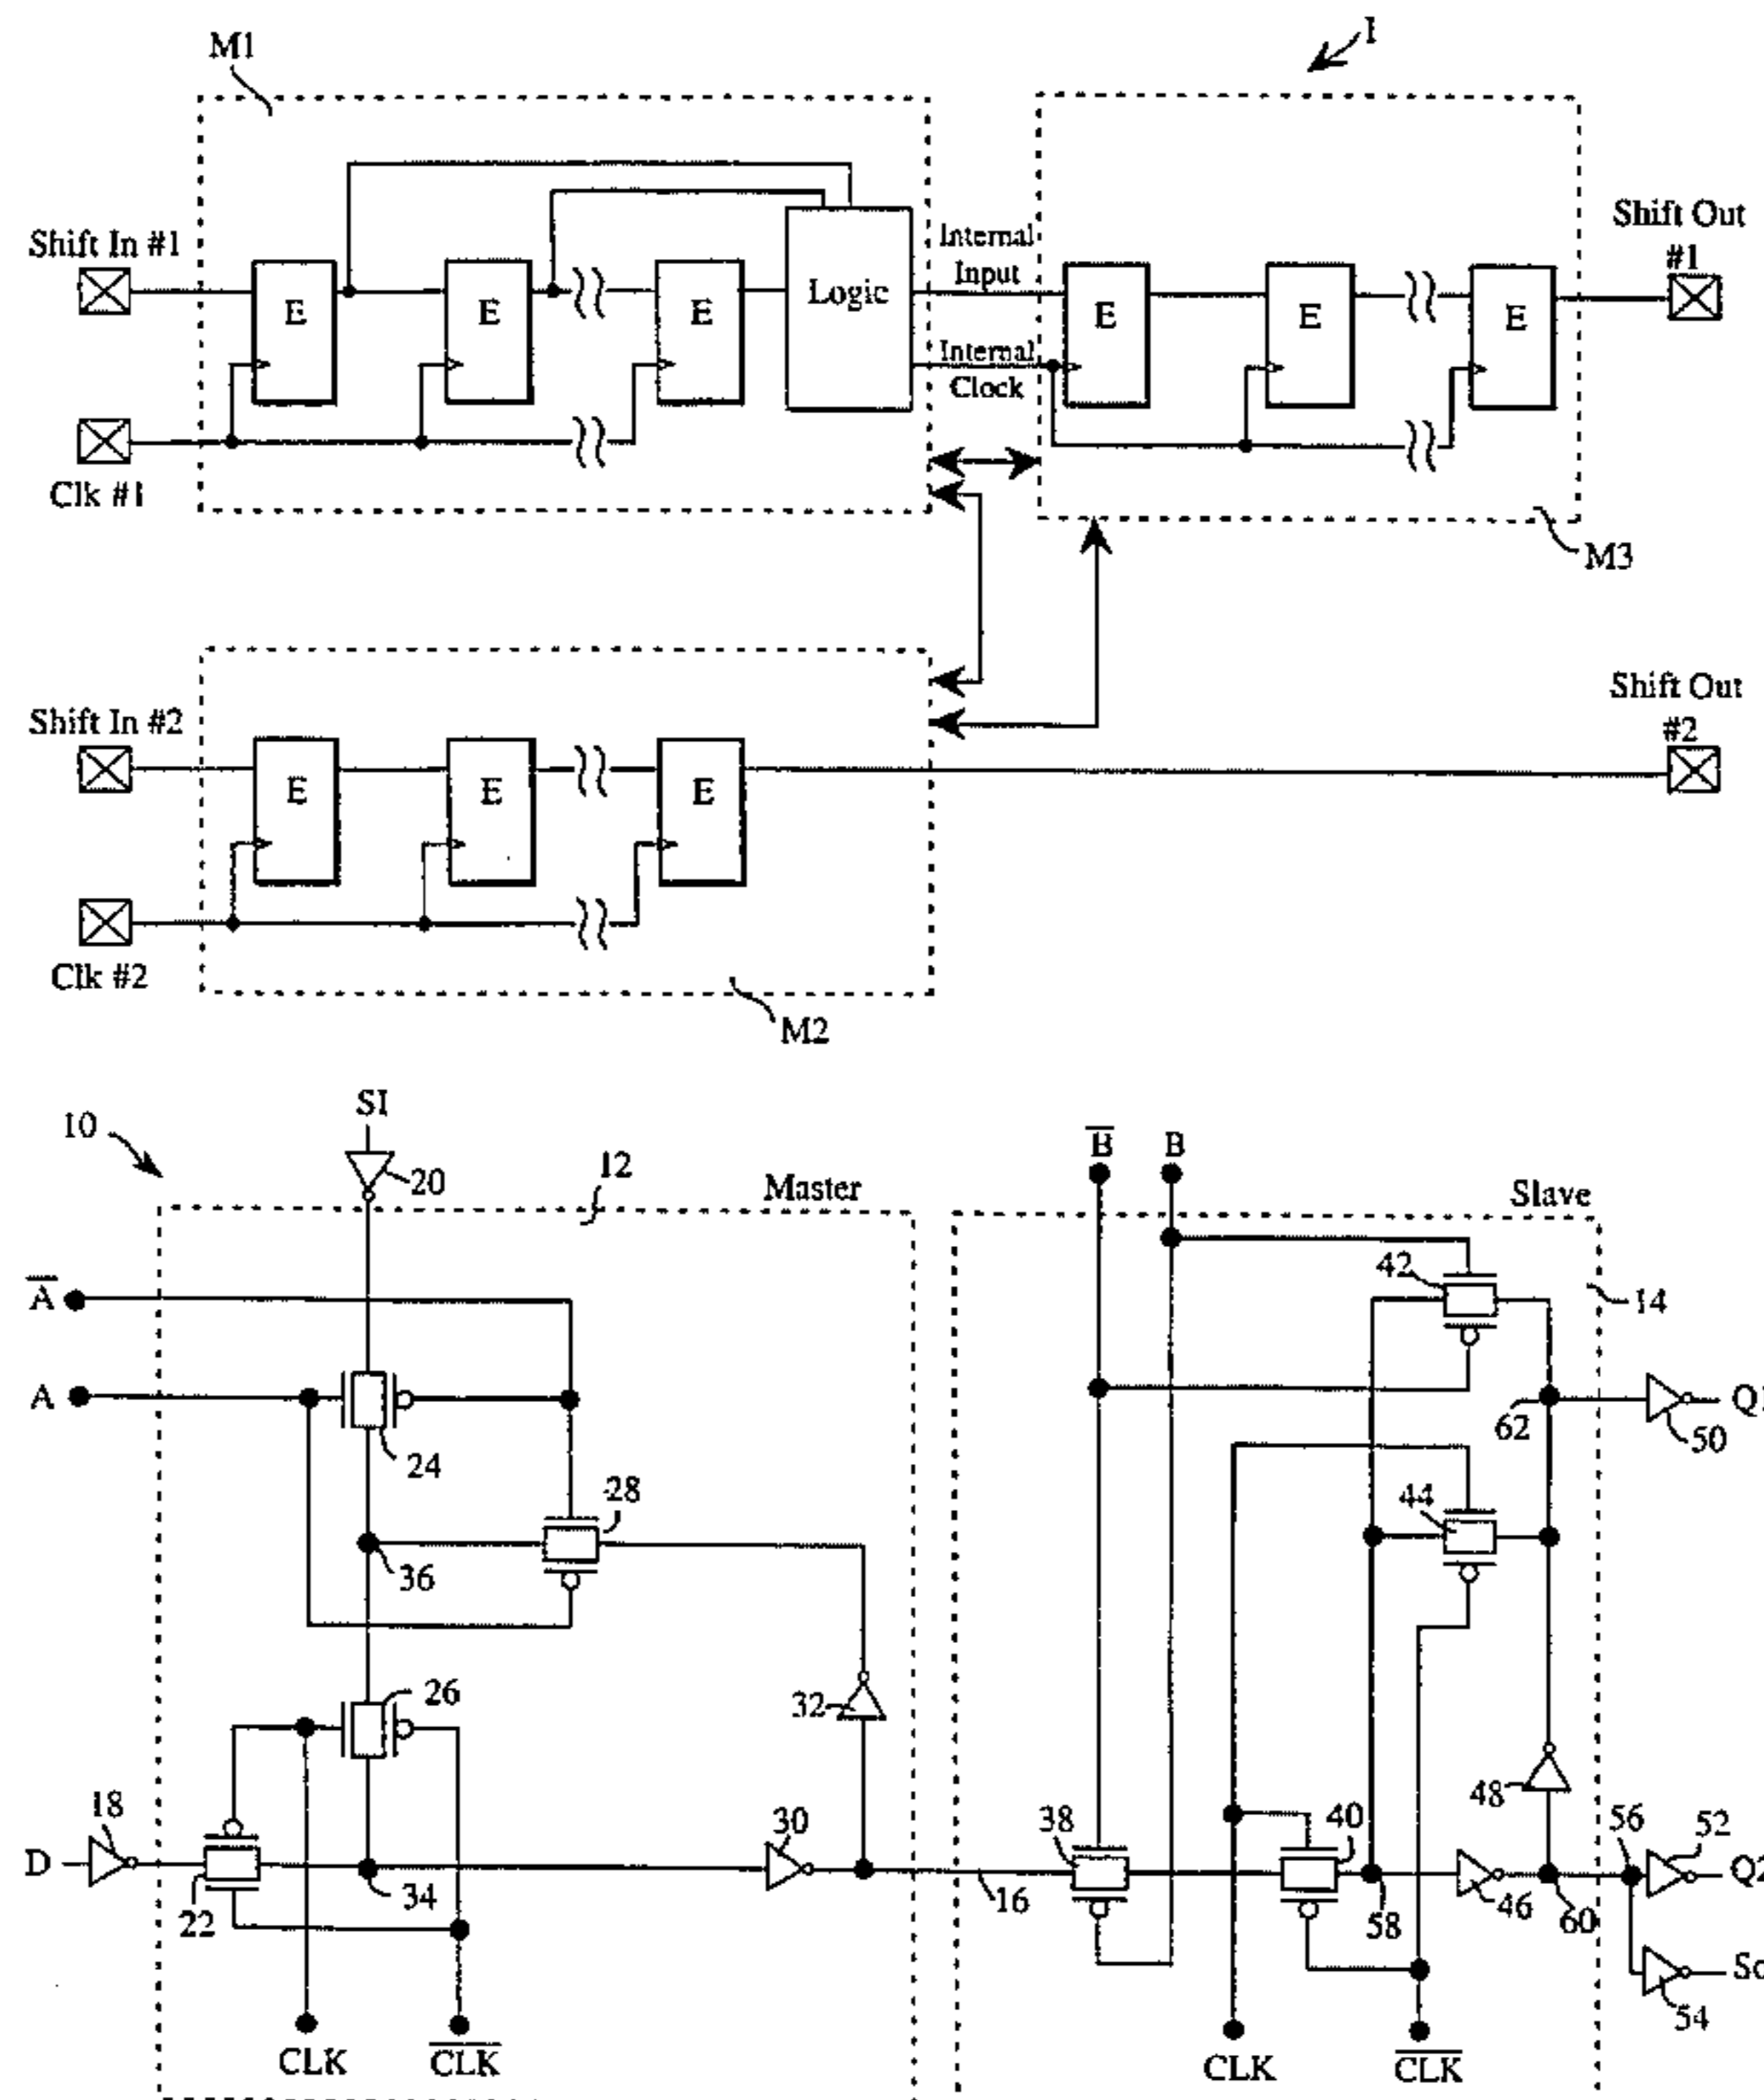 M1
I
Shift In #1
E
E
E
Logic
Internal
Input
Internal
Clock
E
E
E
Shift Out
#1
Clk #1
M3
Shift In #2
E
E
E
Shift Out
#2
Clk #2
M2
10
SI
20
12
Master
B̅
B
Slave
A̅
42
14
A
24
62
50
28
44
36
26
32
48
D
18
22
34
30
16
38
40
58
46
60
56
52
54
CLK
C̅L̅K̅
CLK
C̅L̅K̅